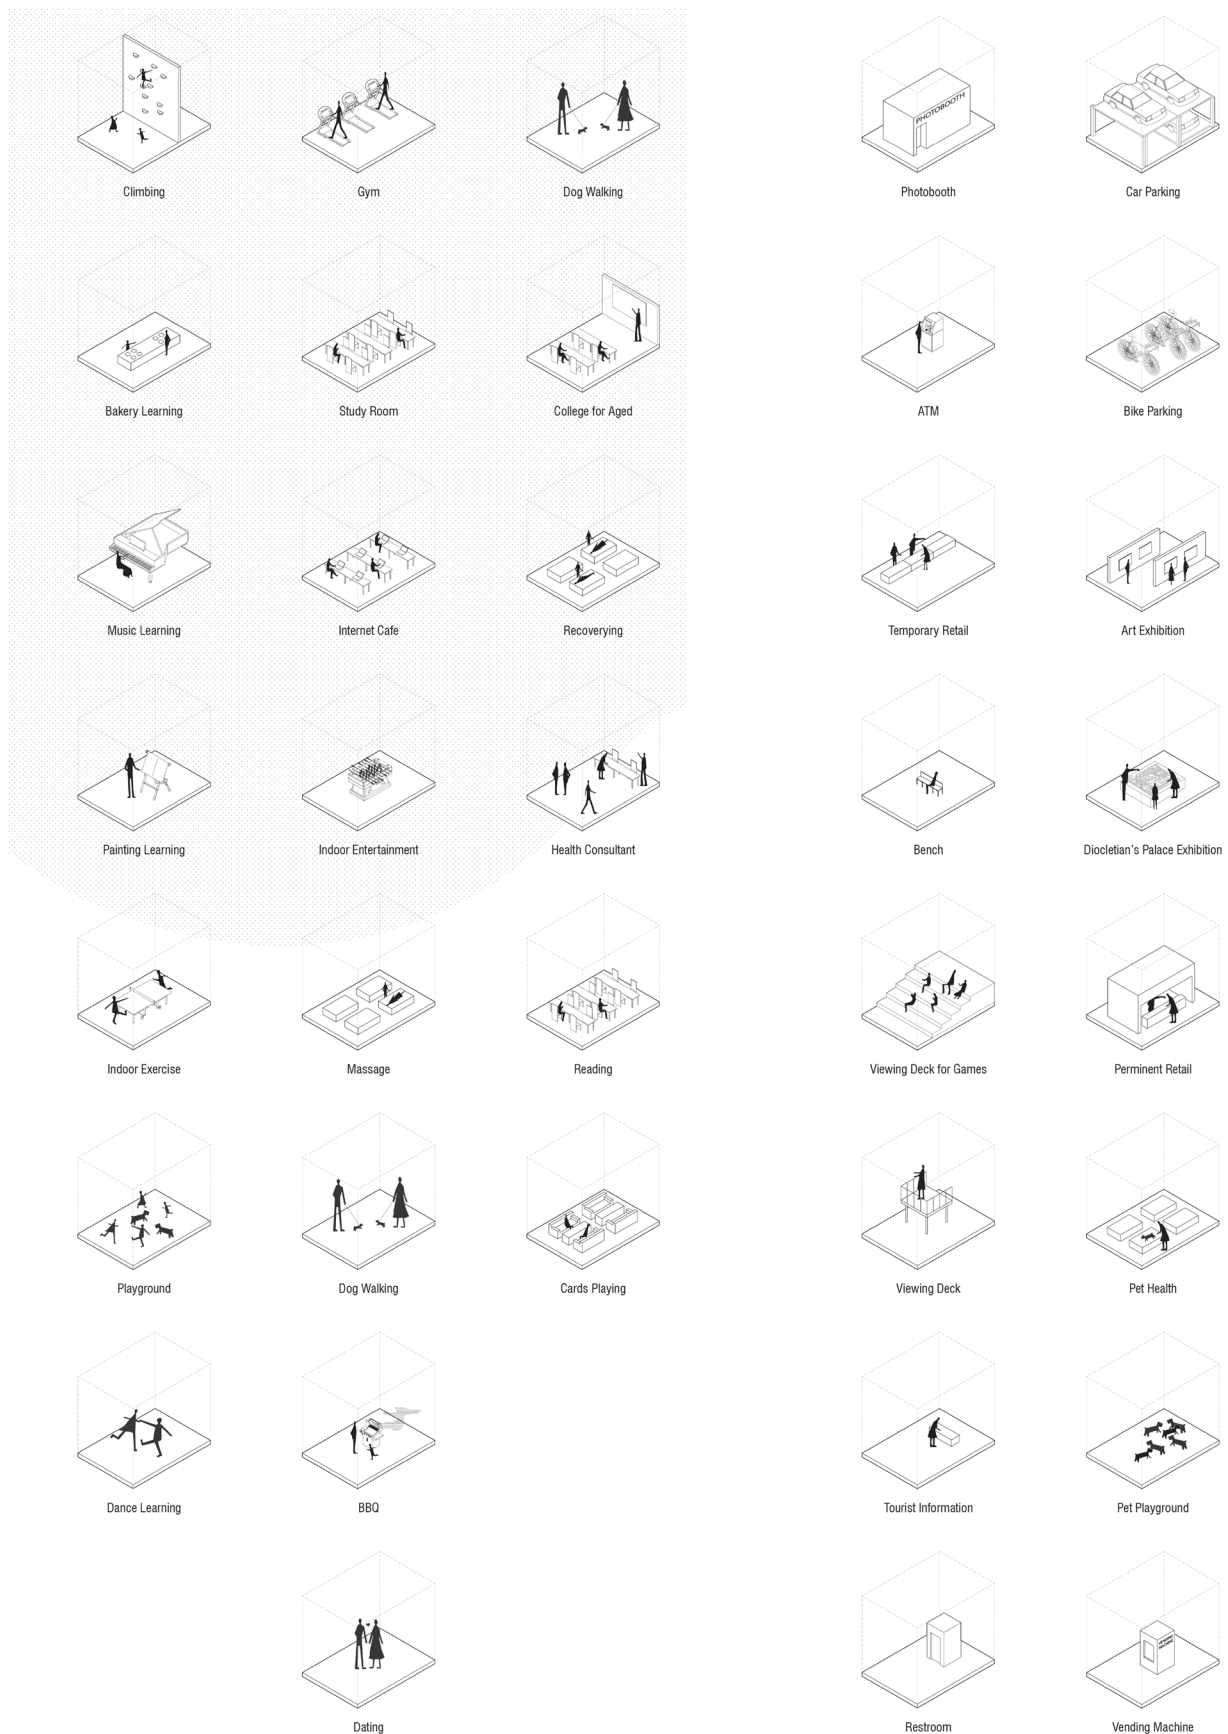 PHOTOBOOTH
Climbing
Gym
Dog Walking
Photobooth
Car Parking
Bakery Learning
Study Room
College for Aged
ATM
Bike Parking
Music Learning
Internet Cafe
Recoverying
Temporary Retail
Art Exhibition
Painting Learning
Indoor Entertainment
Health Consultant
Bench
Diocletian's Palace Exhibition
Indoor Exercise
Massage
Reading
Viewing Deck for Games
Perminent Retail
Playground
Dog Walking
Cards Playing
Viewing Deck
Pet Health
Dance Learning
BBQ
Tourist Information
Pet Playground
VENDING
MACHINE
Dating
Restroom
Vending Machine